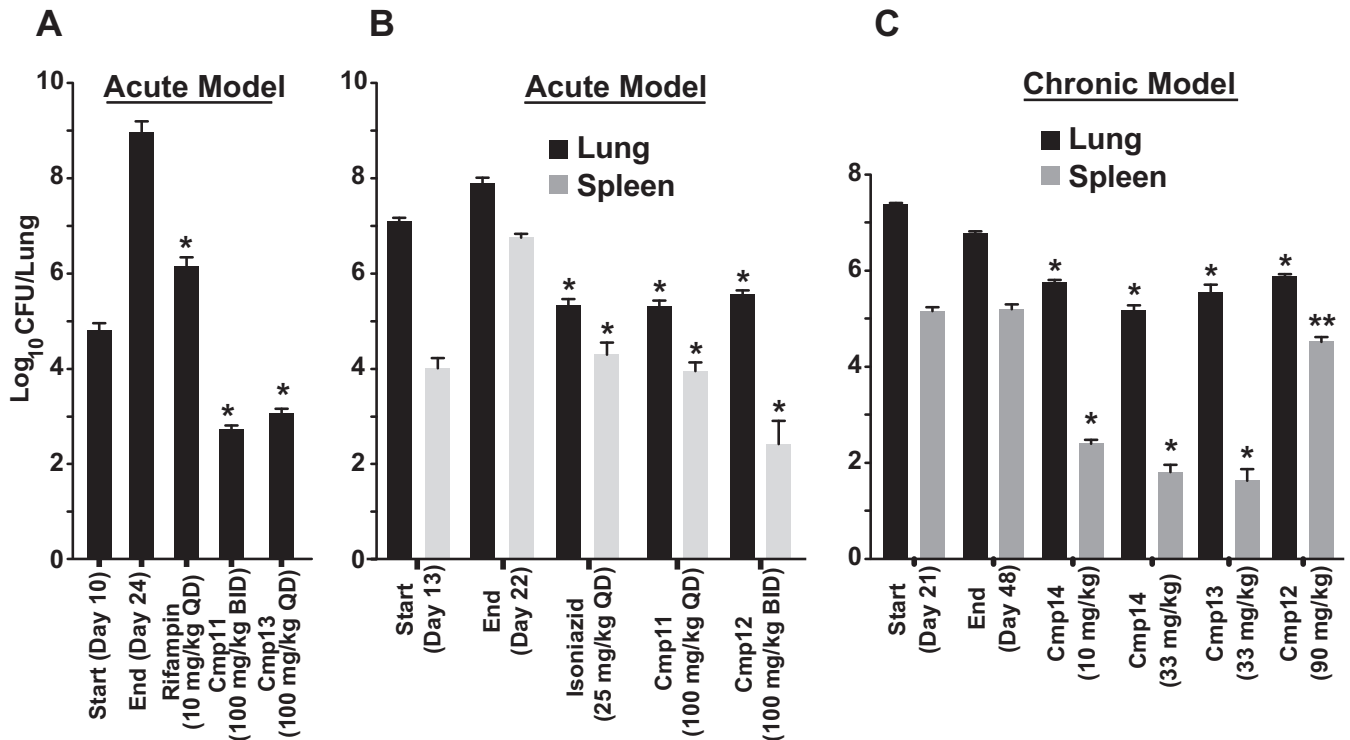 A
B
C
Acute Model
Acute Model
Chronic Model
Lung
Spleen
Lung
Spleen
Log10CFU/Lung
10
8
6
4
2
0
*
*
*
Start (Day 10)
End (Day 24)
Rifampin
(10 mg/kg QD)
Cmp11
(100 mg/kg BID)
Cmp13
(100 mg/kg QD)
10
8
6
4
2
0
*
*
*
*
*
*
Start
(Day 13)
End
(Day 22)
Isoniazid
(25 mg/kg QD)
Cmp11
(100 mg/kg QD)
Cmp12
(100 mg/kg BID)
8
6
4
2
0
*
*
*
*
*
*
*
**
Start
(Day 21)
End
(Day 48)
Cmp14
(10 mg/kg)
Cmp14
(33 mg/kg)
Cmp13
(33 mg/kg)
Cmp12
(90 mg/kg)